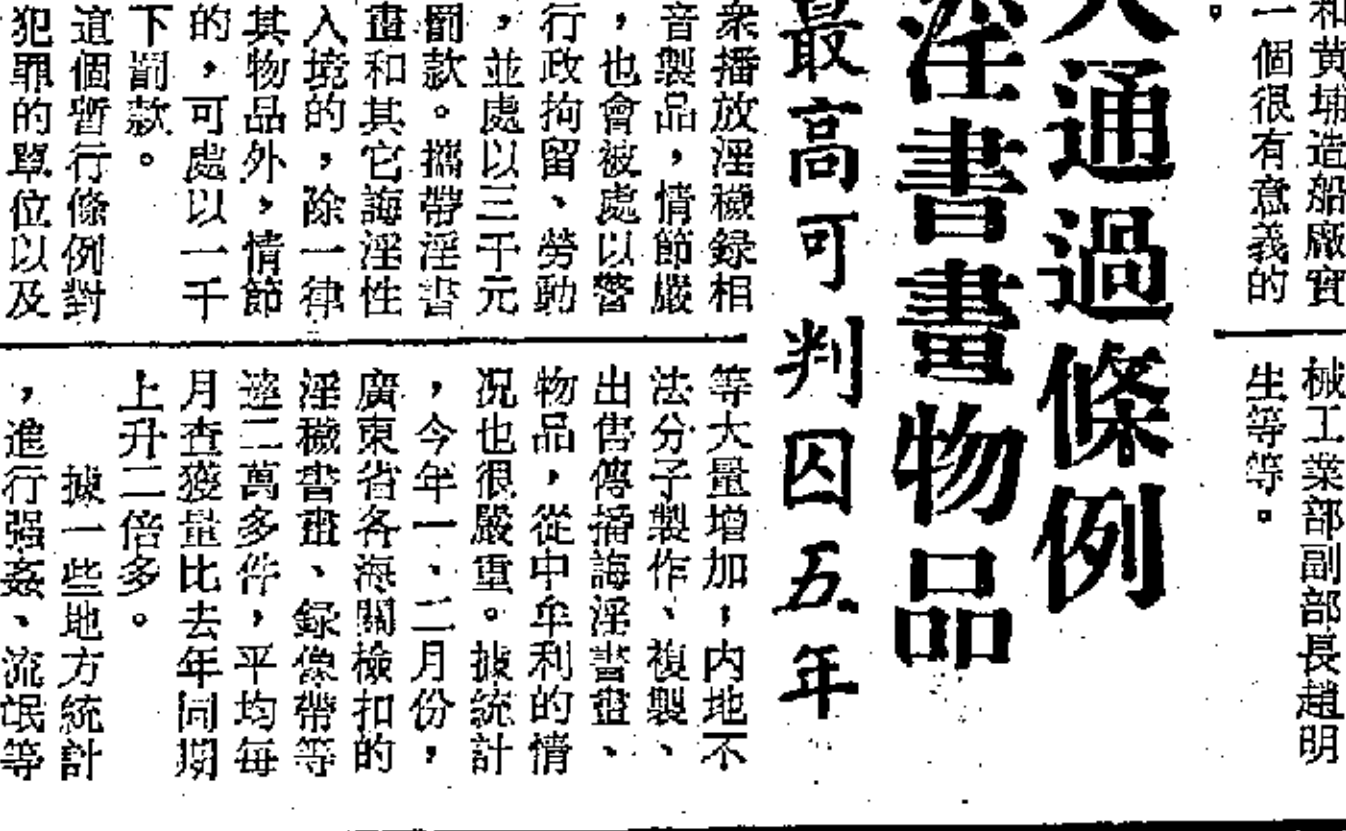 和黃埔造船廠實
一個很有意義的
。
械工業部副部長趙明
生等等。
人通過條例
淫書畫物品
最高可判囚五年
衆播放淫穢録相
音製品，情節嚴
，也會被處以警
行政拘留、勞動
，並處以三千元
罰款。攜帶淫書
畫和其它誨淫性
入境的，除一律
其物品外，情節
的，可處以一千
下罰款。
這個暫行條例對
犯罪的單位以及
等大量增加，内地不
法分子製作、複製、
出售傳播誨淫書畫、
物品，從中牟利的情
况也很嚴重。據統計
，今年一、二月份，
廣東省各海關檢扣的
淫穢書畫、録像帶等
達二萬多件，平均每
月查獲量比去年同期
上升二倍多。
據一些地方統計
，進行强姦、流氓等